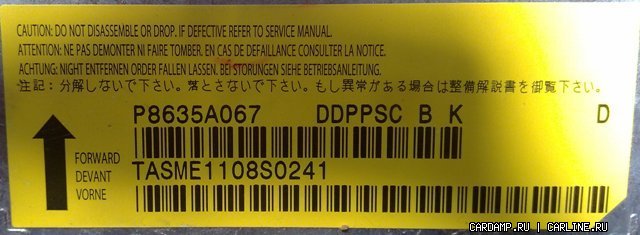 CAUTION: DO NOT DISASSEMBLE OR DROP. IF DEFECTIVE REFER TO SERVICE MANUAL.
ATTENTION: NE PAS DEMONTER NI FAIRE TOMBER. EN CAS DE DEFAILLANCE CONSULTER LA NOTICE.
ACHTUNG: NIGHT ENTFERNEN ORDER FALLEN LASSEN. BEI STORUNGEN SIEHE BETRIEBSANLEITUNG.
注記：分解しないで下さい。落とさないで下さい。もし異常がある場合は整備解説書を御覧下さい。
P8635A067 DDPPSC B K D
FORWARD
DEVANT
VORNE
TASME1108S0241
CARDAMP.RU | CARLINE.RU